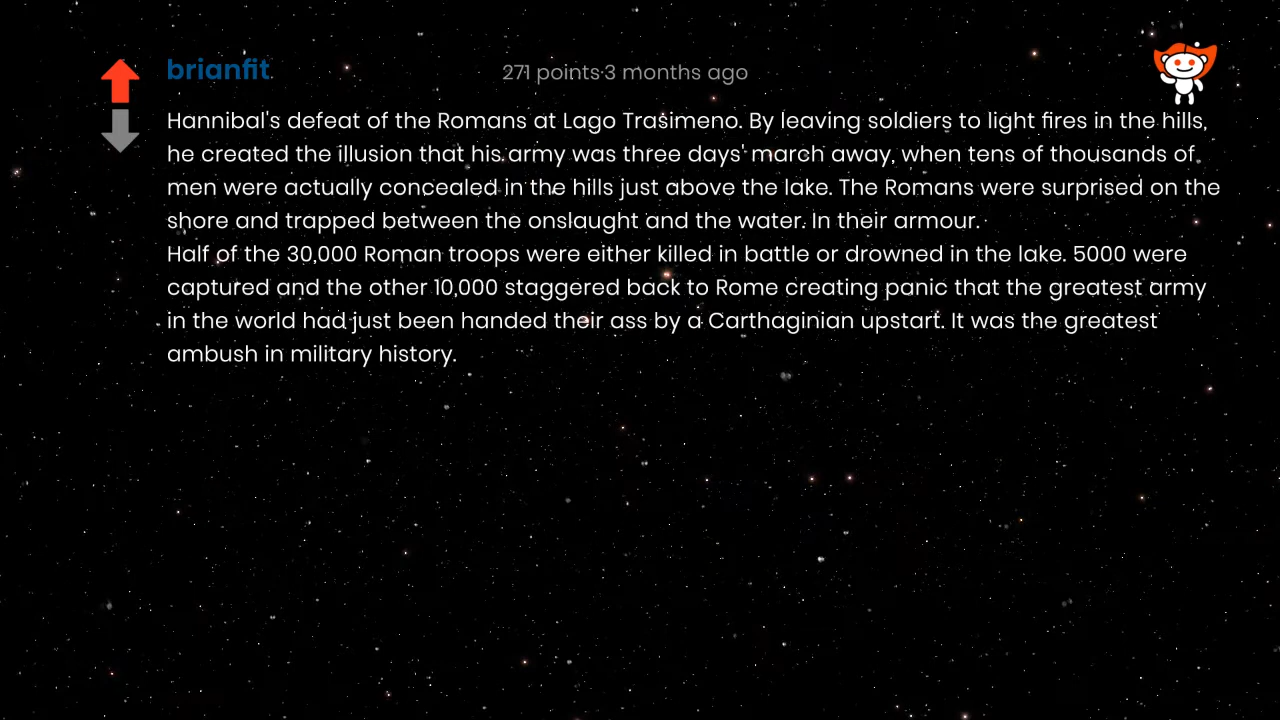 brianfit
271 points·3 months ago
Hannibal's defeat of the Romans at Lago Trasimeno. By leaving soldiers to light fires in the hills,
he created the illusion that his army was three days' march away, when tens of thousands of
men were actually concealed in the hills just above the lake. The Romans were surprised on the
shore and trapped between the onslaught and the water. In their armour.
Half of the 30,000 Roman troops were either killed in battle or drowned in the lake. 5000 were
captured and the other 10,000 staggered back to Rome creating panic that the greatest army
in the world had just been handed their ass by a Carthaginian upstart. It was the greatest
ambush in military history.